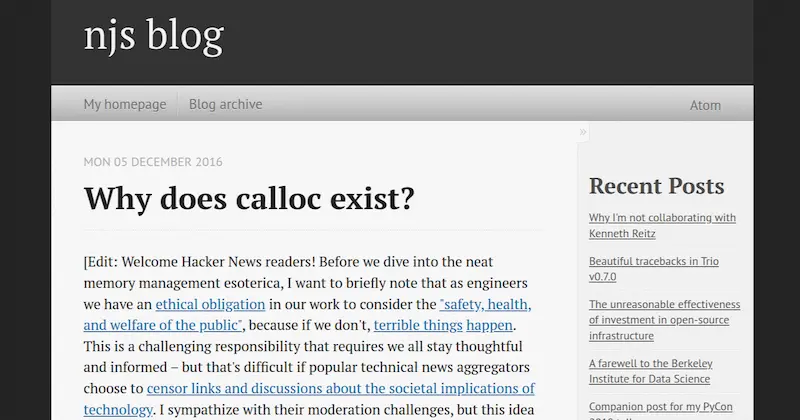 njs blog
My homepage
Blog archive
Atom
»
MON 05 DECEMBER 2016
Why does calloc exist?
[Edit: Welcome Hacker News readers! Before we dive into the neat
memory management esoterica, I want to briefly note that as engineers
we have an ethical obligation in our work to consider the "safety, health,
and welfare of the public", because if we don't, terrible things happen.
This is a challenging responsibility that requires we all stay thoughtful
and informed – but that's difficult if popular technical news aggregators
choose to censor links and discussions about the societal implications of
technology. I sympathize with their moderation challenges, but this idea
Recent Posts
Why I'm not collaborating with
Kenneth Reitz
Beautiful tracebacks in Trio
v0.7.0
The unreasonable effectiveness
of investment in open-source
infrastructure
A farewell to the Berkeley
Institute for Data Science
Companion post for my PyCon